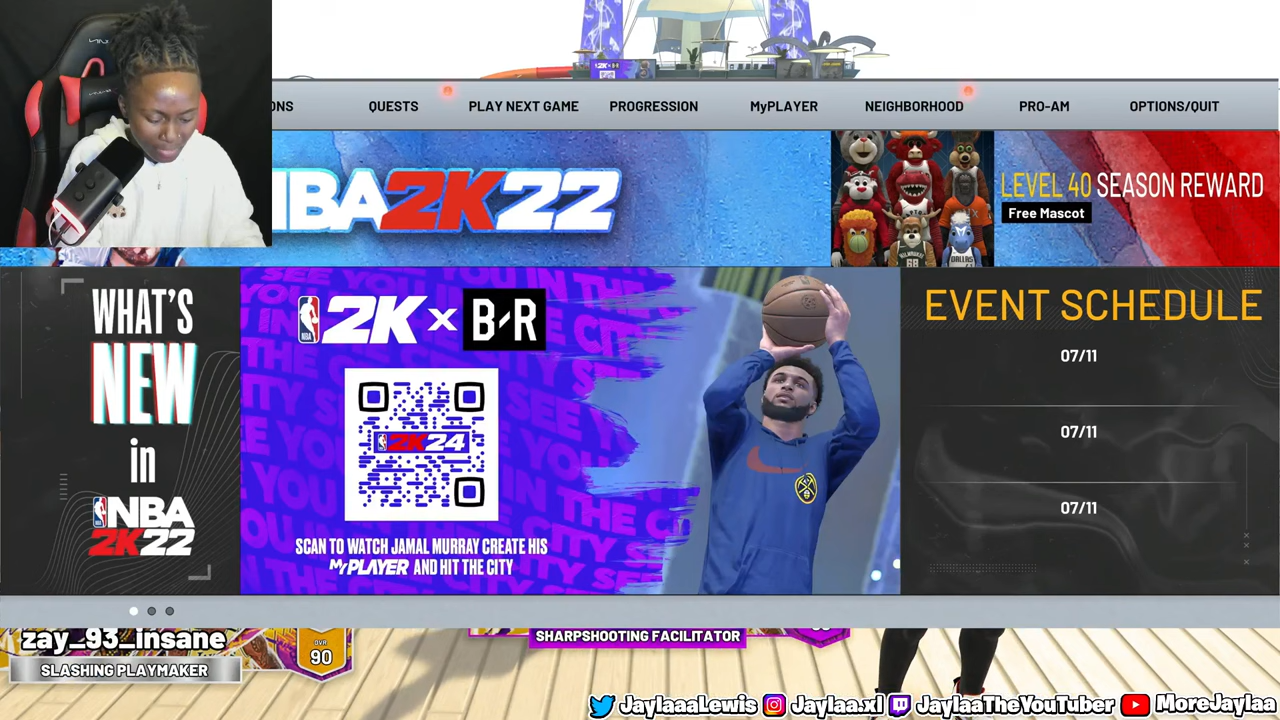 ONS
QUESTS
PLAY NEXT GAME
PROGRESSION
MyPLAYER
NEIGHBORHOOD
PRO-AM
OPTIONS/QUIT
BA2K22
LEVEL 40 SEASON REWARD
Free Mascot
WHAT'S
NEW
in
NBA
2K22
2K x B/R
2K24
SCAN TO WATCH JAMAL MURRAY CREATE HIS
MyPLAYER AND HIT THE CITY
EVENT SCHEDULE
07/11
07/11
07/11
zay_93_insane
SLASHING PLAYMAKER
OVR
90
SHARPSHOOTING FACILITATOR
JaylaaaLewis
Jaylaa.xl
JaylaaTheYouTuber
MoreJaylaa